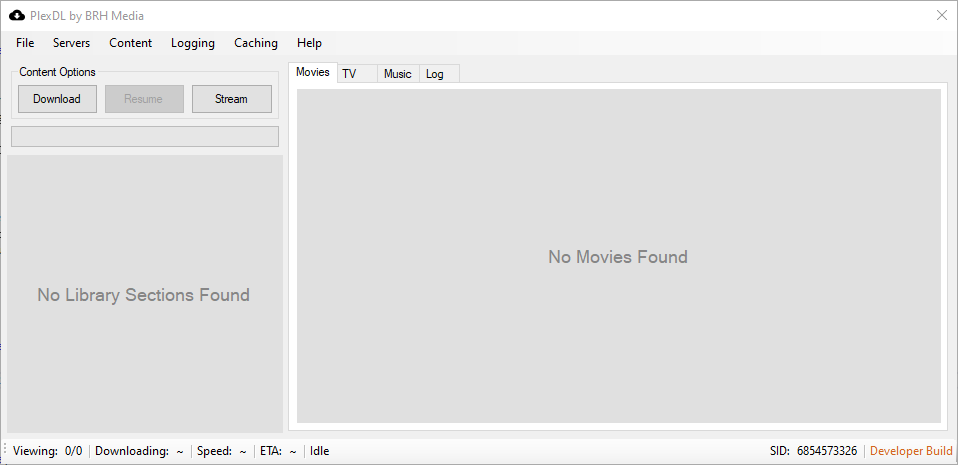 PlexDL by BRH Media
File Servers Content Logging Caching Help
Content Options
Download Resume Stream
Movies TV Music Log
No Library Sections Found
No Movies Found
Viewing: 0/0 Downloading: ~ Speed: ~ ETA: ~ Idle
SID: 6854573326 Developer Build